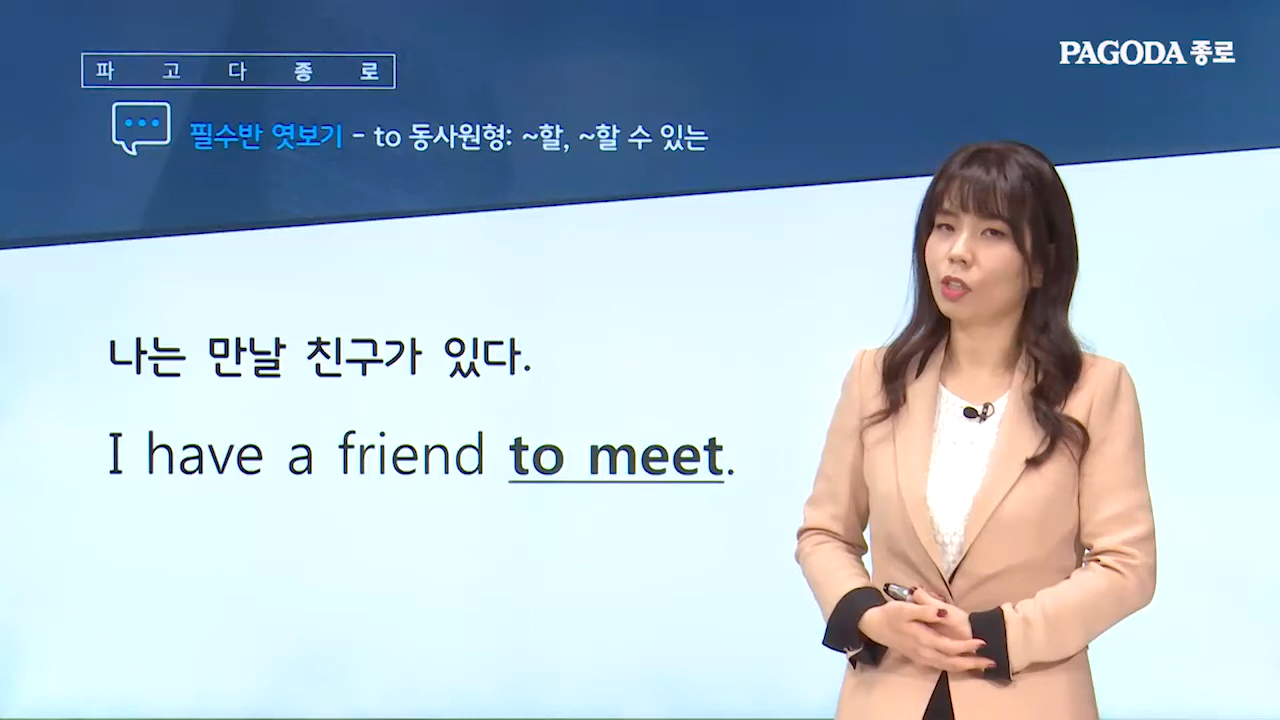 파고다종로
PAGODA 종로
필수반 엿보기 - to 동사원형: ~할, ~할 수 있는
나는 만날 친구가 있다.
I have a friend to meet.